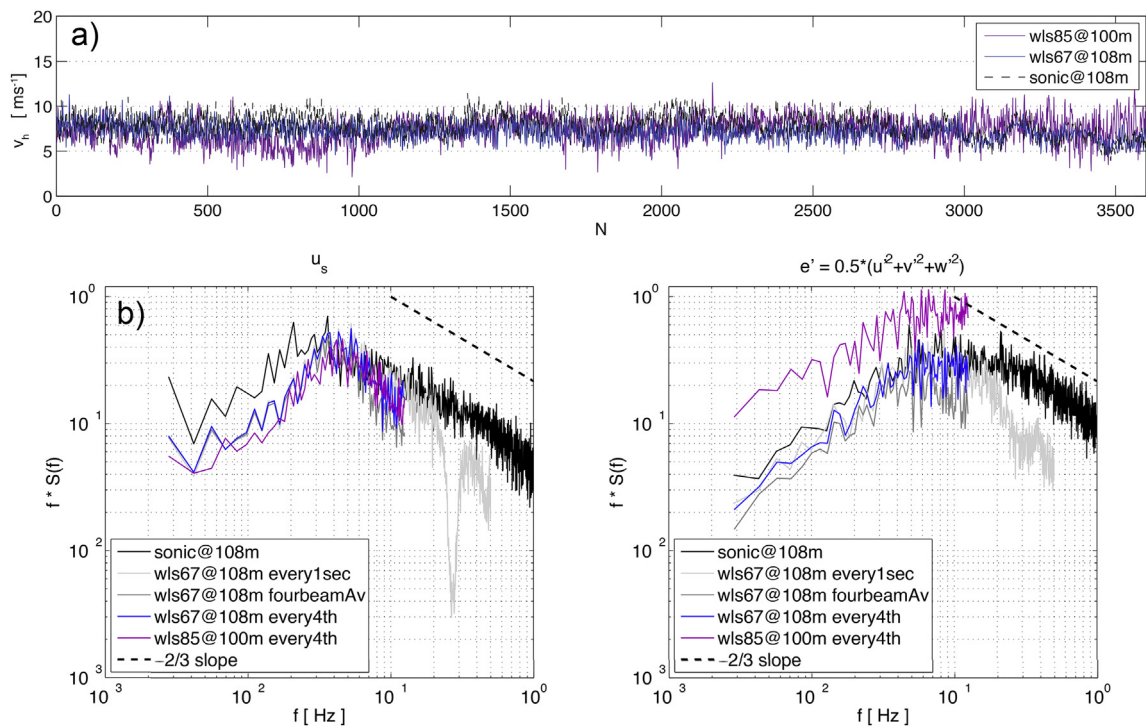 a)
20
15
10
5
0
v_h [ ms⁻¹]
wls85@100m
wls67@108m
sonic@108m
0 500 1000 1500 2000 2500 3000 3500
N
b)
u_s
10⁰
10¹
10²
10³
f * S(f)
sonic@108m
wls67@108m every1sec
wls67@108m fourbeamAv
wls67@108m every4th
wls85@100m every4th
–2/3 slope
10³ 10² 10¹ 10⁰
f [ Hz ]
e' = 0.5*(u'²+v'²+w'²)
10⁰
10¹
10²
10³
f * S(f)
sonic@108m
wls67@108m every1sec
wls67@108m fourbeamAv
wls67@108m every4th
wls85@100m every4th
–2/3 slope
10³ 10² 10¹ 10⁰
f [ Hz ]